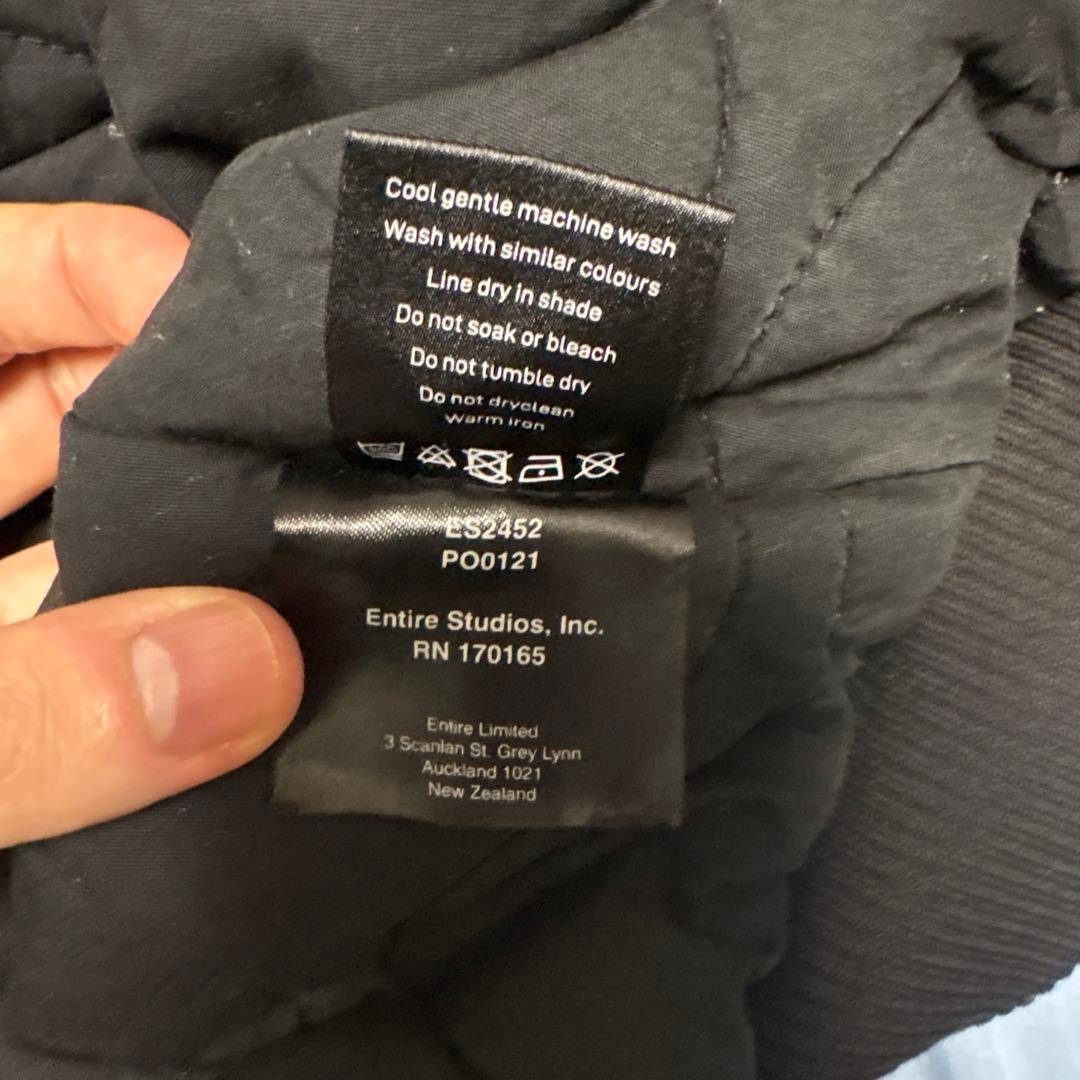 Cool gentle machine wash
Wash with similar colours
Line dry in shade
Do not soak or bleach
Do not tumble dry
Do not dryclean
Warm iron
ES2452
PO0121
Entire Studios, Inc.
RN 170165
Entire Limited
3 Scanlan St. Grey Lynn
Auckland 1021
New Zealand